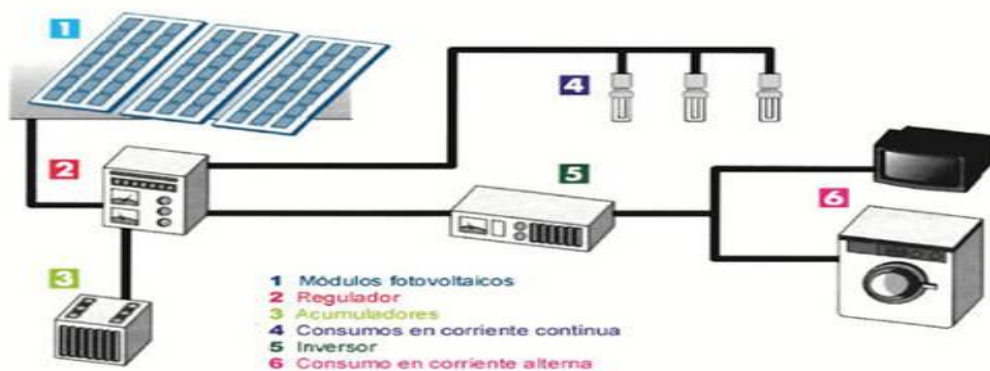 1
2
3
4
5
6
1 Módulos fotovoltaicos
2 Regulador
3 Acumuladores
4 Consumos en corriente contínua
5 Inversor
6 Consumo en corriente alterna